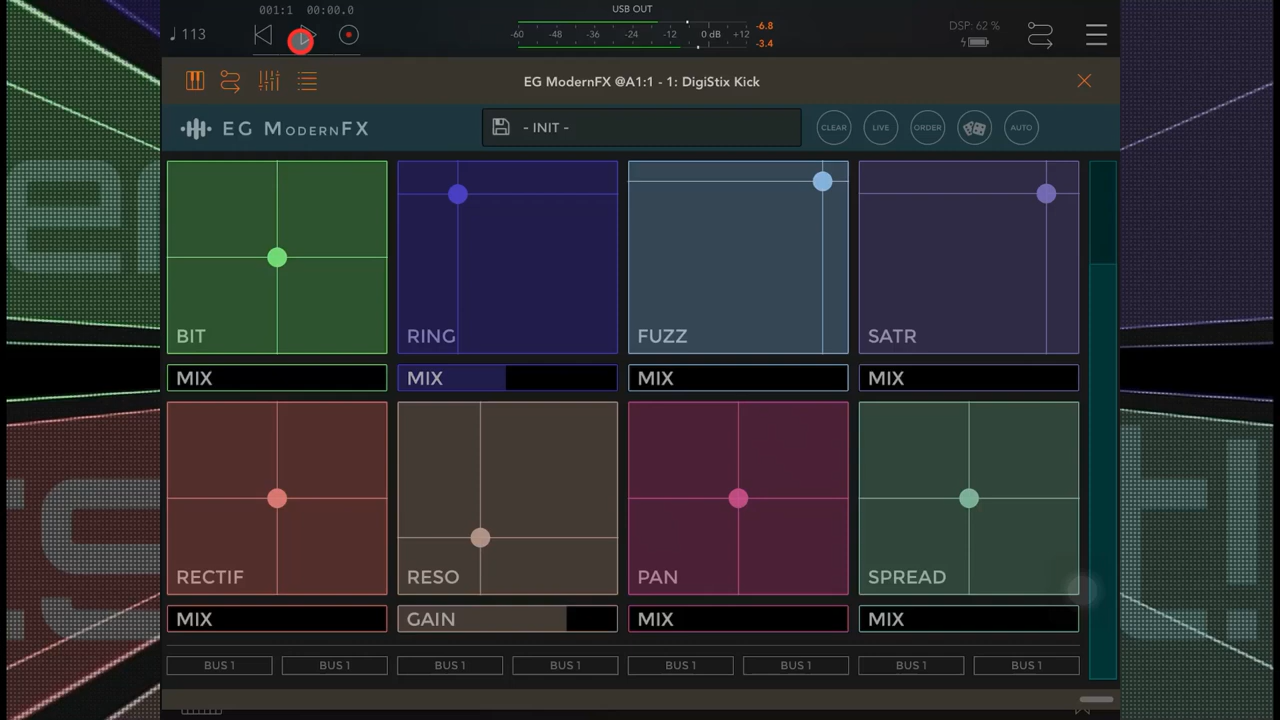 USB OUT
001:1 00:00.0
♩113
-60 -48 -36 -24 -12 0 dB +12
-6.8
-3.4
DSP: 62 %
EG ModernFX @A1:1 - 1: DigiStix Kick
EG ModernFX
- INIT -
CLEAR LIVE ORDER AUTO
BIT RING FUZZ SATR
MIX MIX MIX MIX
RECTIF RESO PAN SPREAD
MIX GAIN MIX MIX
BUS 1 BUS 1 BUS 1 BUS 1 BUS 1 BUS 1 BUS 1 BUS 1